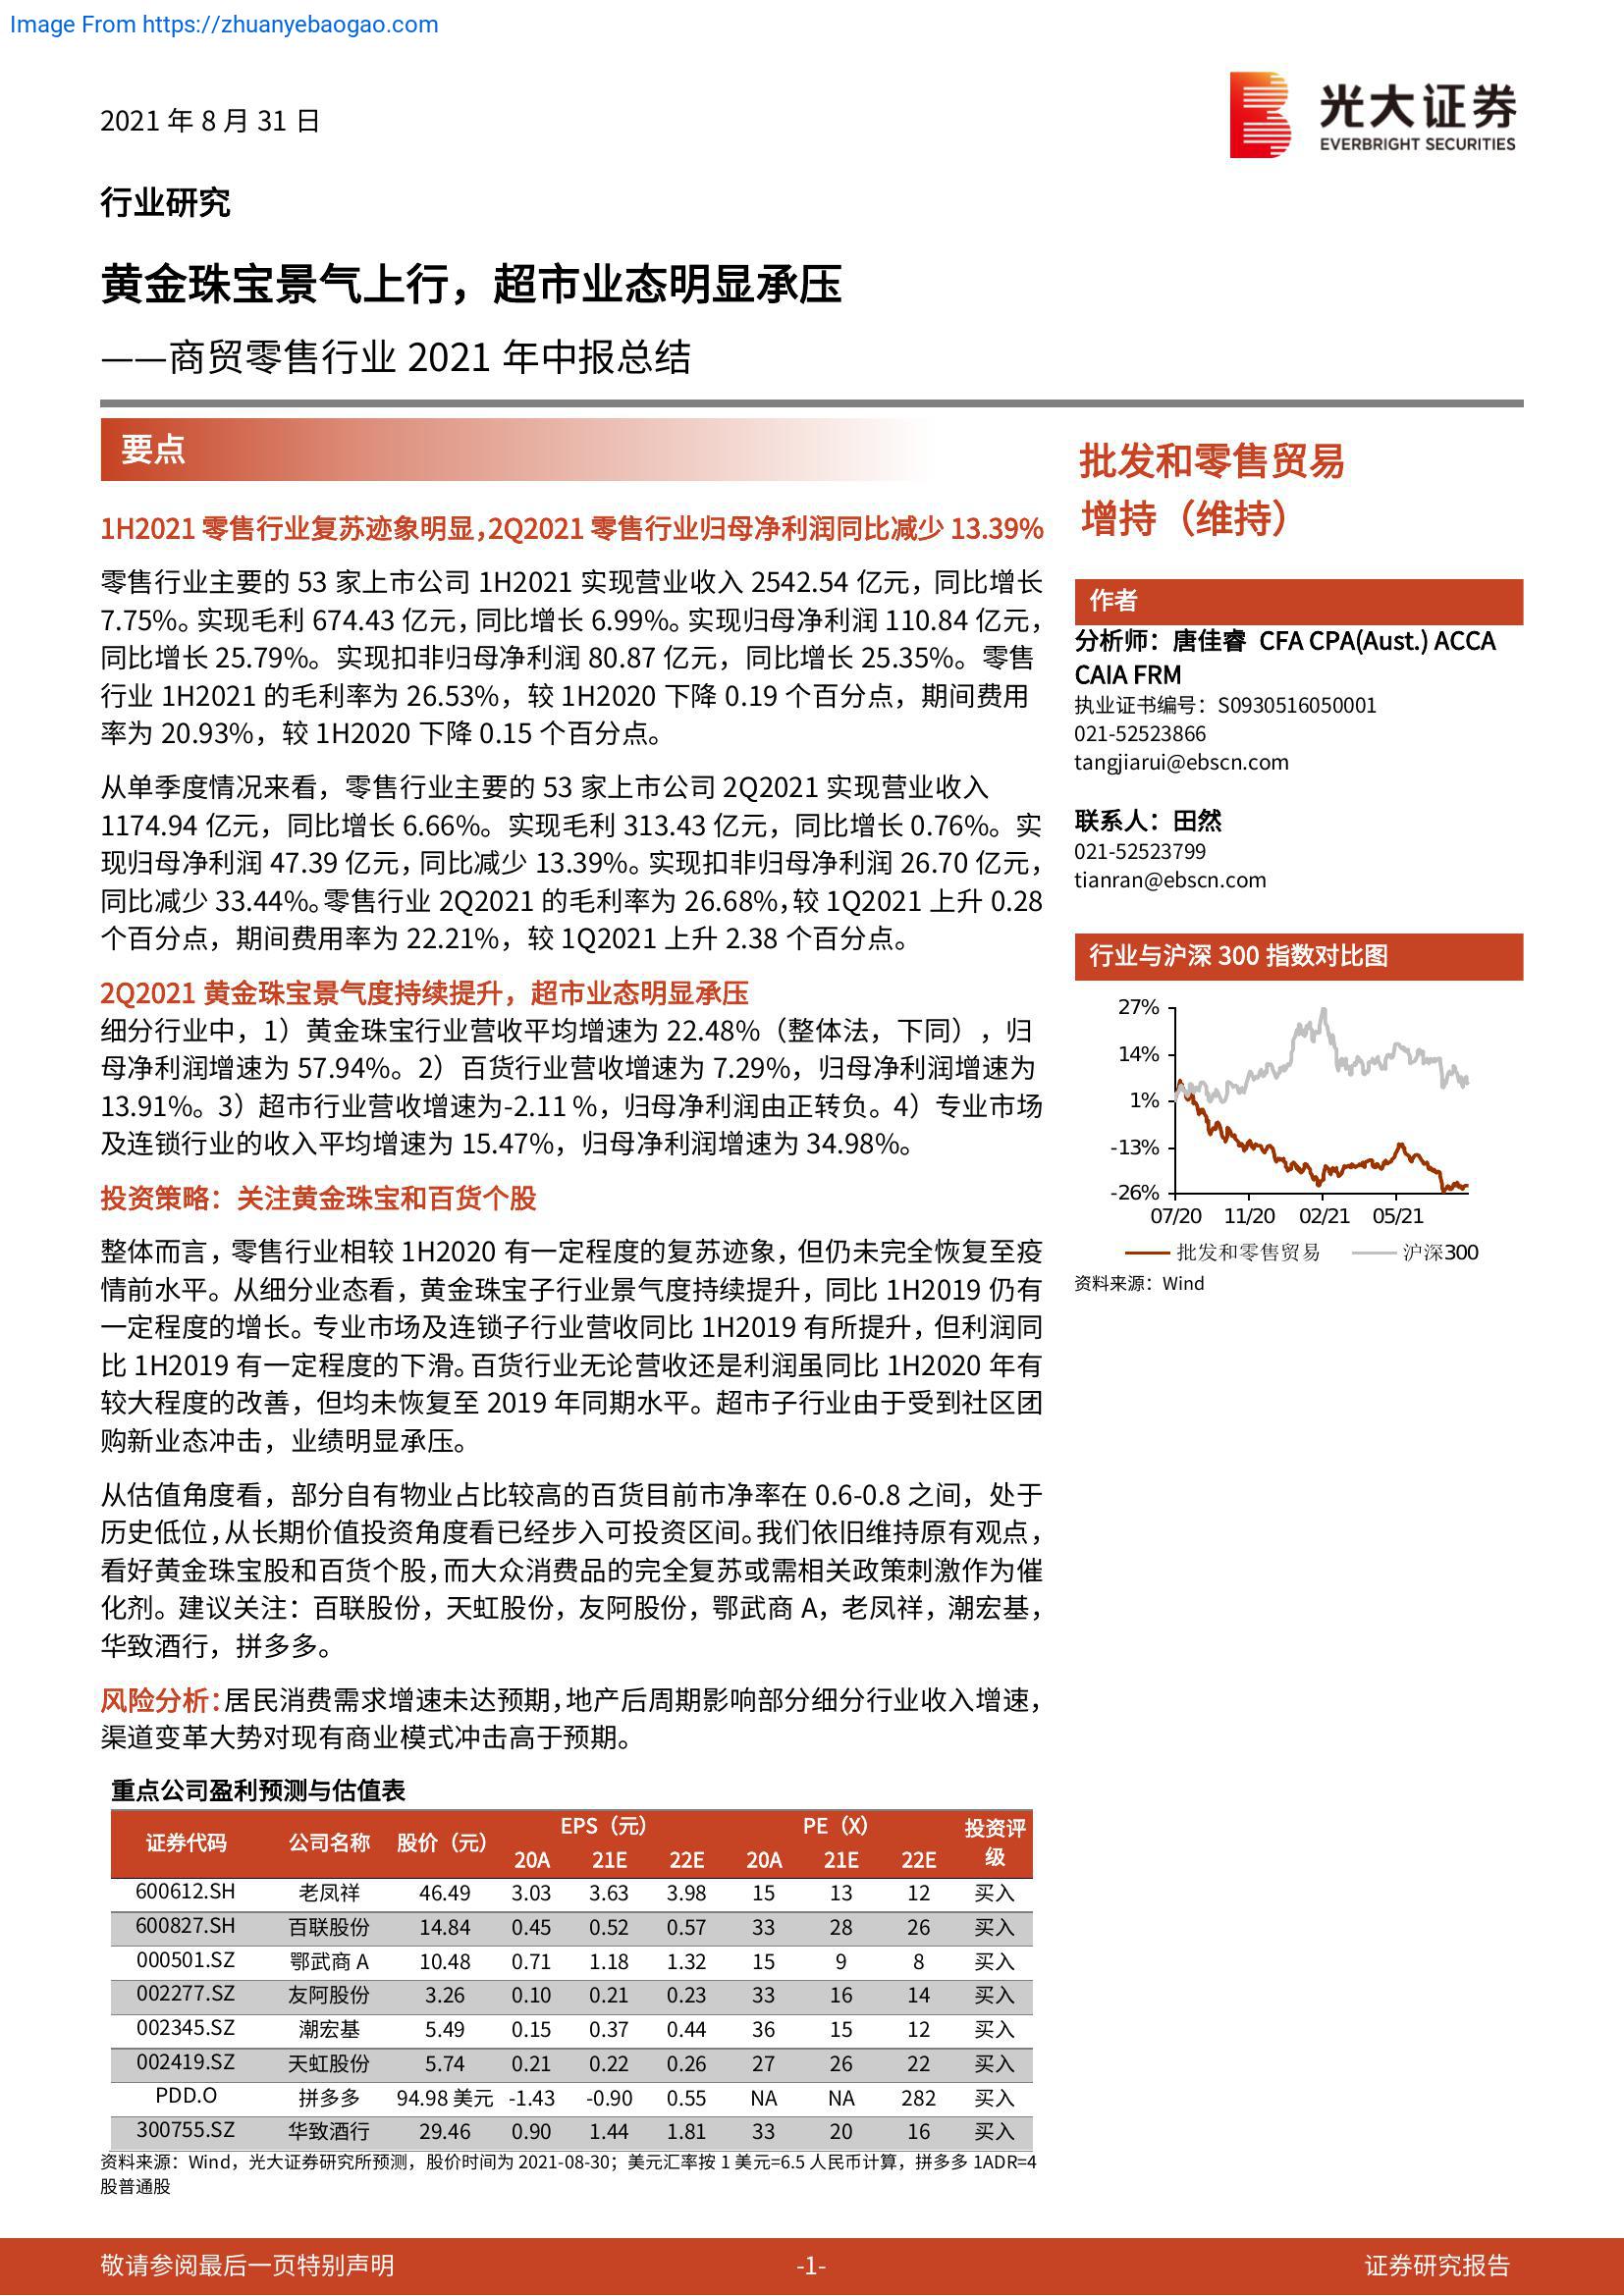 Image From https://zhuanyebaogao.com
2021 年 8 月 31 日
光大证券
EVERBRIGHT SECURITIES
行业研究
黄金珠宝景气上行，超市业态明显承压
——商贸零售行业 2021 年中报总结
要点
1H2021 零售行业复苏迹象明显，2Q2021 零售行业归母净利润同比减少 13.39%
零售行业主要的 53 家上市公司 1H2021 实现营业收入 2542.54 亿元，同比增长
7.75%。实现毛利 674.43 亿元，同比增长 6.99%。实现归母净利润 110.84 亿元，
同比增长 25.79%。实现扣非归母净利润 80.87 亿元，同比增长 25.35%。零售
行业 1H2021 的毛利率为 26.53%，较 1H2020 下降 0.19 个百分点，期间费用
率为 20.93%，较 1H2020 下降 0.15 个百分点。
从单季度情况来看，零售行业主要的 53 家上市公司 2Q2021 实现营业收入
1174.94 亿元，同比增长 6.66%。实现毛利 313.43 亿元，同比增长 0.76%。实
现归母净利润 47.39 亿元，同比减少 13.39%。实现扣非归母净利润 26.70 亿元，
同比减少 33.44%。零售行业 2Q2021 的毛利率为 26.68%，较 1Q2021 上升 0.28
个百分点，期间费用率为 22.21%，较 1Q2021 上升 2.38 个百分点。
2Q2021 黄金珠宝景气度持续提升，超市业态明显承压
细分行业中，1）黄金珠宝行业营收平均增速为 22.48%（整体法，下同），归
母净利润增速为 57.94%。2）百货行业营收增速为 7.29%，归母净利润增速为
13.91%。3）超市行业营收增速为-2.11 %，归母净利润由正转负。4）专业市场
及连锁行业的收入平均增速为 15.47%，归母净利润增速为 34.98%。
投资策略：关注黄金珠宝和百货个股
整体而言，零售行业相较 1H2020 有一定程度的复苏迹象，但仍未完全恢复至疫
情前水平。从细分业态看，黄金珠宝子行业景气度持续提升，同比 1H2019 仍有
一定程度的增长。专业市场及连锁子行业营收同比 1H2019 有所提升，但利润同
比 1H2019 有一定程度的下滑。百货行业无论营收还是利润虽同比 1H2020 年有
较大程度的改善，但均未恢复至 2019 年同期水平。超市子行业由于受到社区团
购新业态冲击，业绩明显承压。
从估值角度看，部分自有物业占比较高的百货目前市净率在 0.6-0.8 之间，处于
历史低位，从长期价值投资角度看已经步入可投资区间。我们依旧维持原有观点，
看好黄金珠宝股和百货个股，而大众消费品的完全复苏或需相关政策刺激作为催
化剂。建议关注：百联股份，天虹股份，友阿股份，鄂武商 A，老凤祥，潮宏基，
华致酒行，拼多多。
风险分析：居民消费需求增速未达预期，地产后周期影响部分细分行业收入增速，
渠道变革大势对现有商业模式冲击高于预期。
重点公司盈利预测与估值表
证券代码 公司名称 股价（元） EPS（元） PE（X） 投资评级
20A 21E 22E 20A 21E 22E
600612.SH 老凤祥 46.49 3.03 3.63 3.98 15 13 12 买入
600827.SH 百联股份 14.84 0.45 0.52 0.57 33 28 26 买入
000501.SZ 鄂武商 A 10.48 0.71 1.18 1.32 15 9 8 买入
002277.SZ 友阿股份 3.26 0.10 0.21 0.23 33 16 14 买入
002345.SZ 潮宏基 5.49 0.15 0.37 0.44 36 15 12 买入
002419.SZ 天虹股份 5.74 0.21 0.22 0.26 27 26 22 买入
PDD.O 拼多多 94.98 美元 -1.43 -0.90 0.55 NA NA 282 买入
300755.SZ 华致酒行 29.46 0.90 1.44 1.81 33 20 16 买入
资料来源：Wind，光大证券研究所预测，股价时间为 2021-08-30；美元汇率按 1 美元=6.5 人民币计算，拼多多 1ADR=4
股普通股
批发和零售贸易
增持（维持）
作者
分析师：唐佳睿 CFA CPA(Aust.) ACCA
CAIA FRM
执业证书编号：S0930516050001
021-52523866
tangjiarui@ebscn.com
联系人：田然
021-52523799
tianran@ebscn.com
行业与沪深 300 指数对比图
27%
14%
1%
-13%
-26%
07/20 11/20 02/21 05/21
批发和零售贸易 沪深300
资料来源：Wind
敬请参阅最后一页特别声明 -1- 证券研究报告